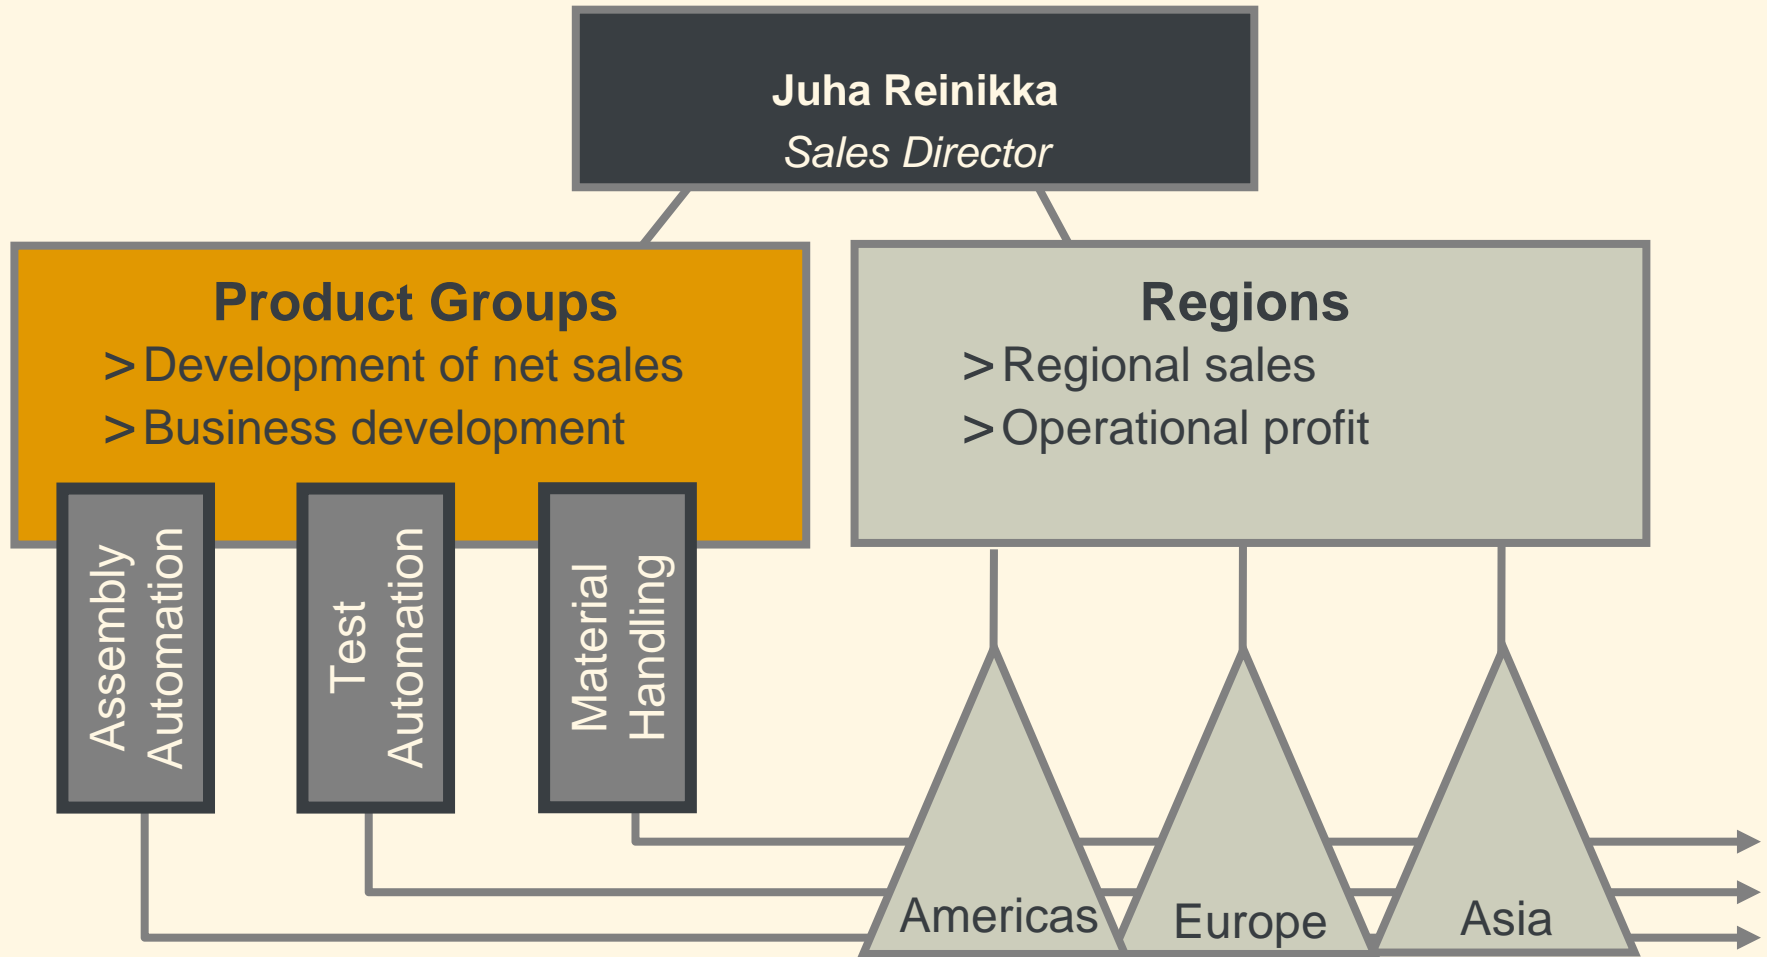 Juha Reinikka
Sales Director
Product Groups
> Development of net sales
> Business development
Regions
> Regional sales
> Operational profit
Assembly
Automation
Test
Automation
Material
Handling
Americas
Europe
Asia